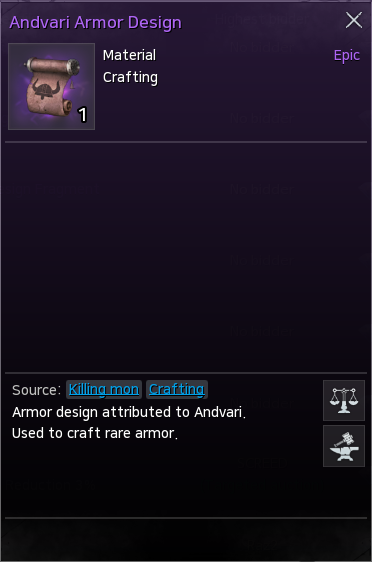 Andvari Armor Design
Material
Epic
Crafting
1
Source: Killing mon Crafting
Armor design attributed to Andvari.
Used to craft rare armor.